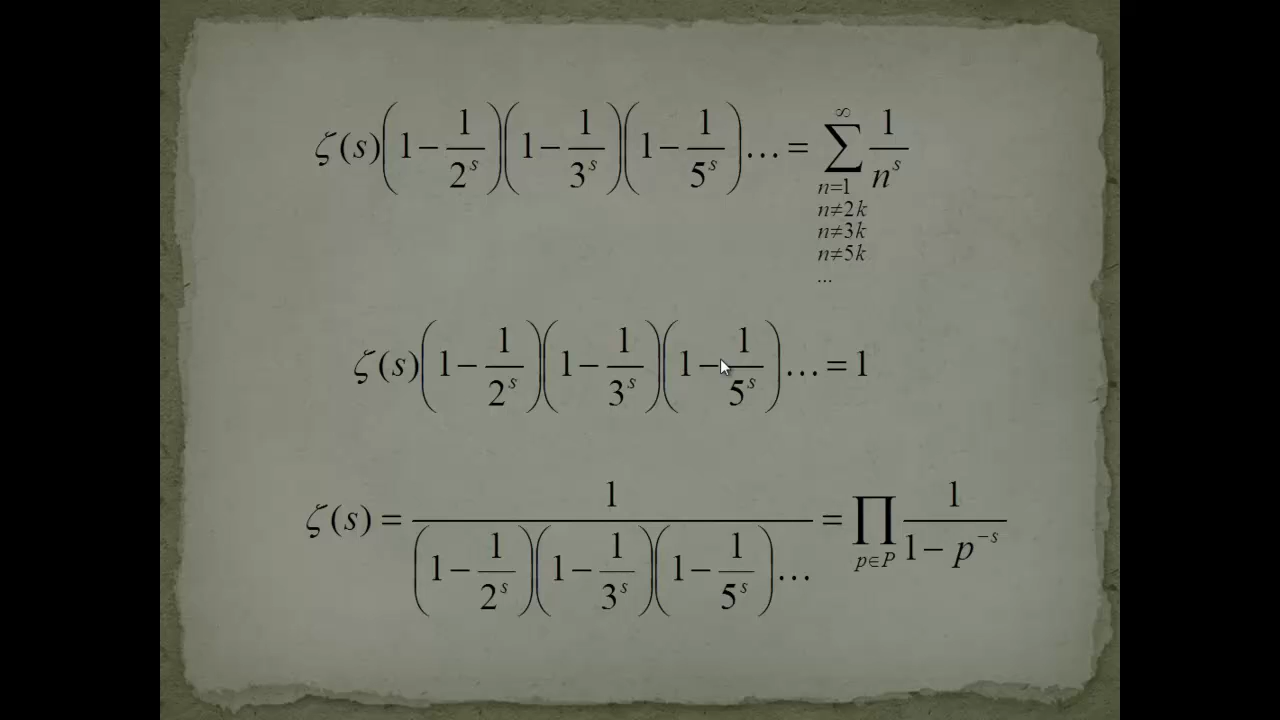 ζ(s)(1 − 1/2^s)(1 − 1/3^s)(1 − 1/5^s)… = ∑_{n=1, n≠2k, n≠3k, n≠5k, ...}^{∞} 1/n^s
ζ(s)(1 − 1/2^s)(1 − 1/3^s)(1 − 1/5^s)… = 1
ζ(s) = 1/((1 − 1/2^s)(1 − 1/3^s)(1 − 1/5^s)…) = ∏_{p∈P} 1/(1 − p^{−s})